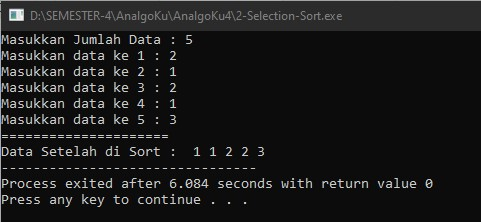 D:\SEMESTER-4\AnalgoKu\AnalgoKu4\2-Selection-Sort.exe
Masukkan Jumlah Data : 5
Masukkan data ke 1 : 2
Masukkan data ke 2 : 1
Masukkan data ke 3 : 2
Masukkan data ke 4 : 1
Masukkan data ke 5 : 3
=====================
Data Setelah di Sort :  1 1 2 2 3
--------------------------------
Process exited after 6.084 seconds with return value 0
Press any key to continue . . .